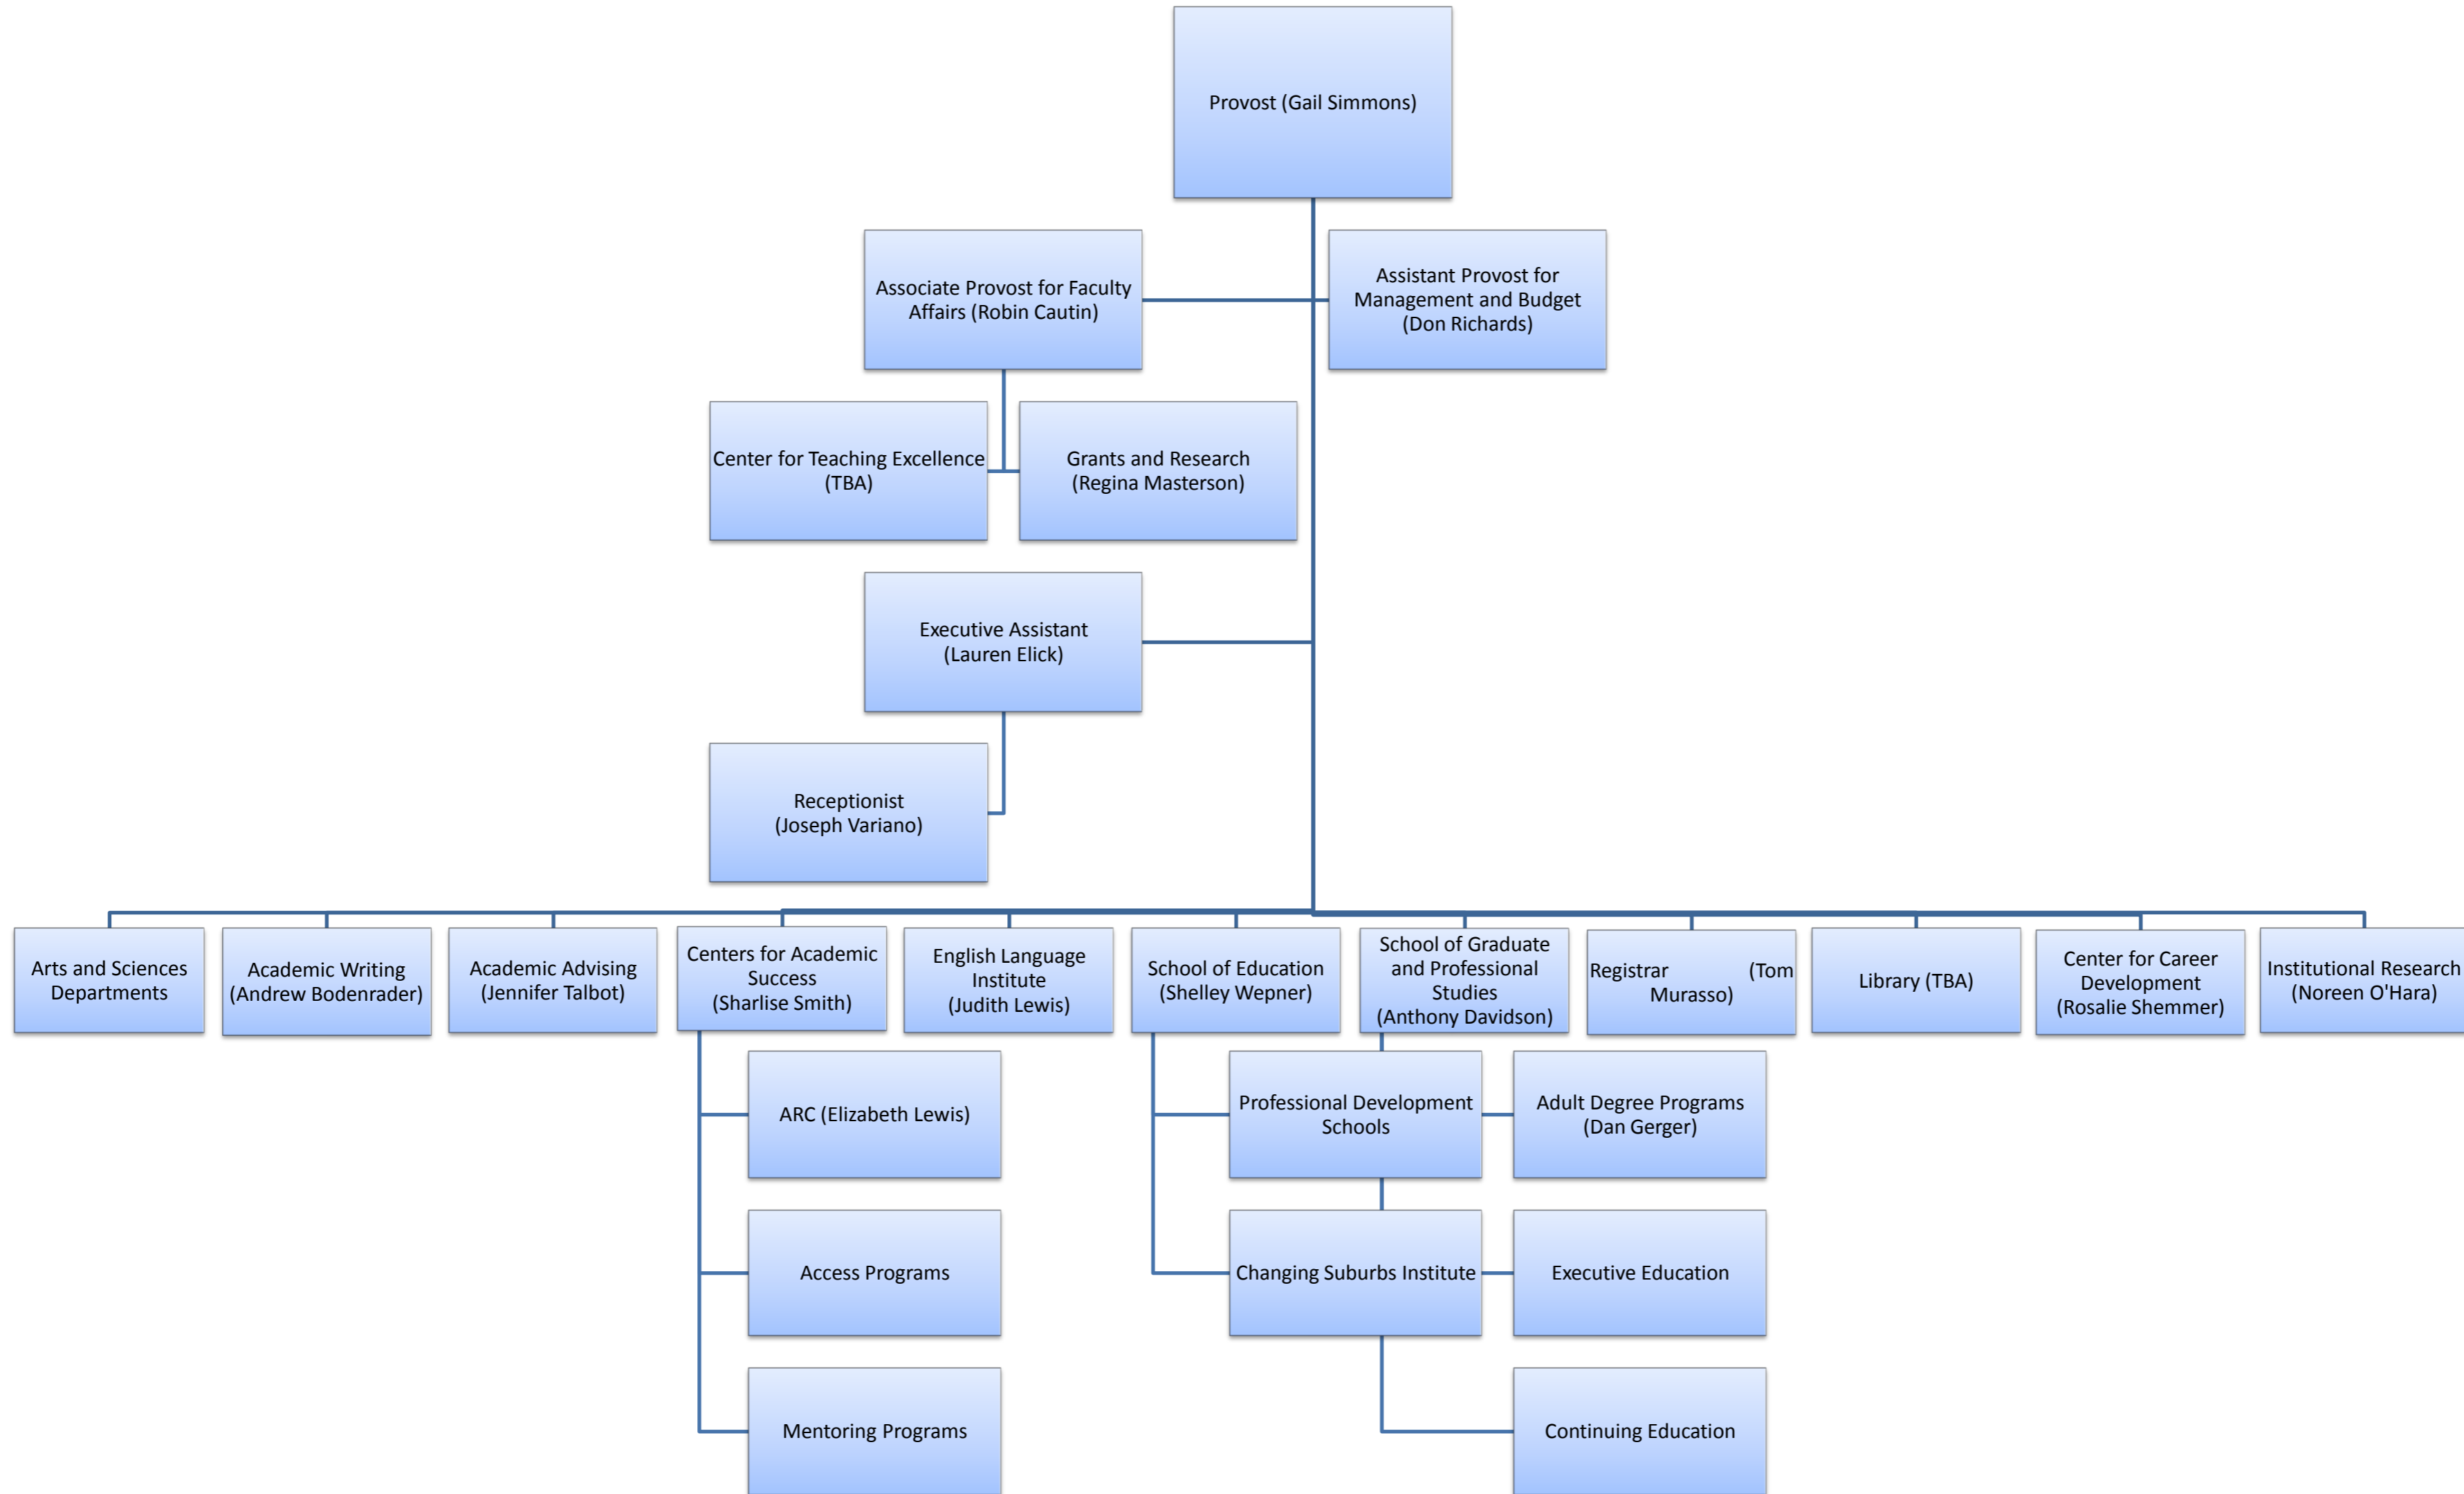 Provost (Gail Simmons)
Associate Provost for Faculty
Affairs (Robin Cautin)
Assistant Provost for
Management and Budget
(Don Richards)
Center for Teaching Excellence
(TBA)
Grants and Research
(Regina Masterson)
Executive Assistant
(Lauren Elick)
Receptionist
(Joseph Variano)
Arts and Sciences
Departments
Academic Writing
(Andrew Bodenrader)
Academic Advising
(Jennifer Talbot)
Centers for Academic
Success
(Sharlise Smith)
English Language
Institute
(Judith Lewis)
School of Education
(Shelley Wepner)
School of Graduate
and Professional
Studies
(Anthony Davidson)
Registrar (Tom
Murasso)
Library (TBA)
Center for Career
Development
(Rosalie Shemmer)
Institutional Research
(Noreen O'Hara)
ARC (Elizabeth Lewis)
Professional Development
Schools
Adult Degree Programs
(Dan Gerger)
Access Programs
Changing Suburbs Institute
Executive Education
Mentoring Programs
Continuing Education